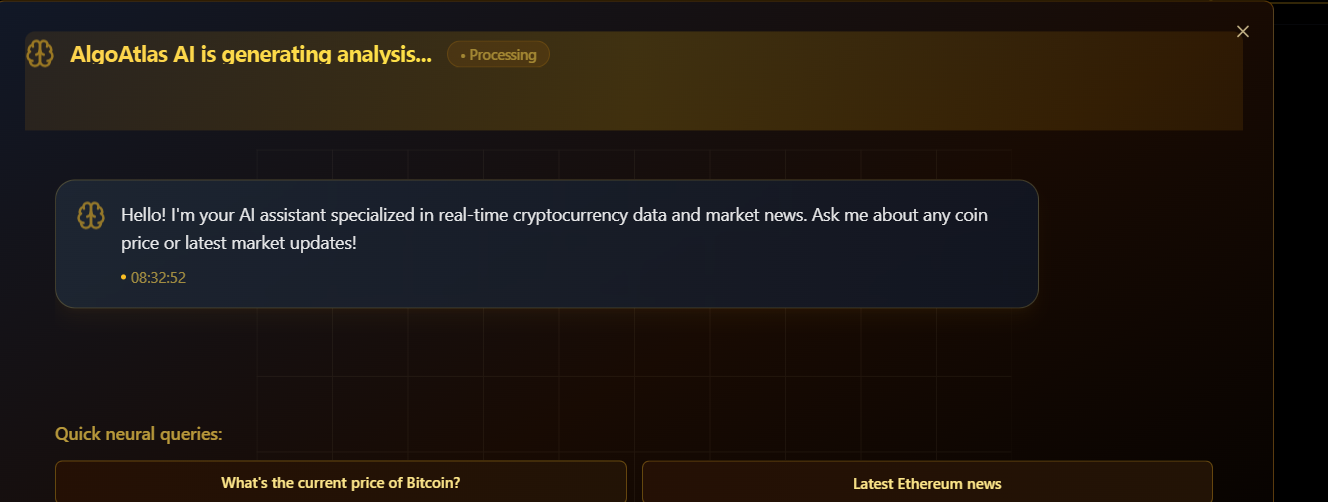 AlgoAtlas AI is generating analysis...
• Processing
Hello! I'm your AI assistant specialized in real-time cryptocurrency data and market news. Ask me about any coin
price or latest market updates!
• 08:32:52
Quick neural queries:
What's the current price of Bitcoin?
Latest Ethereum news